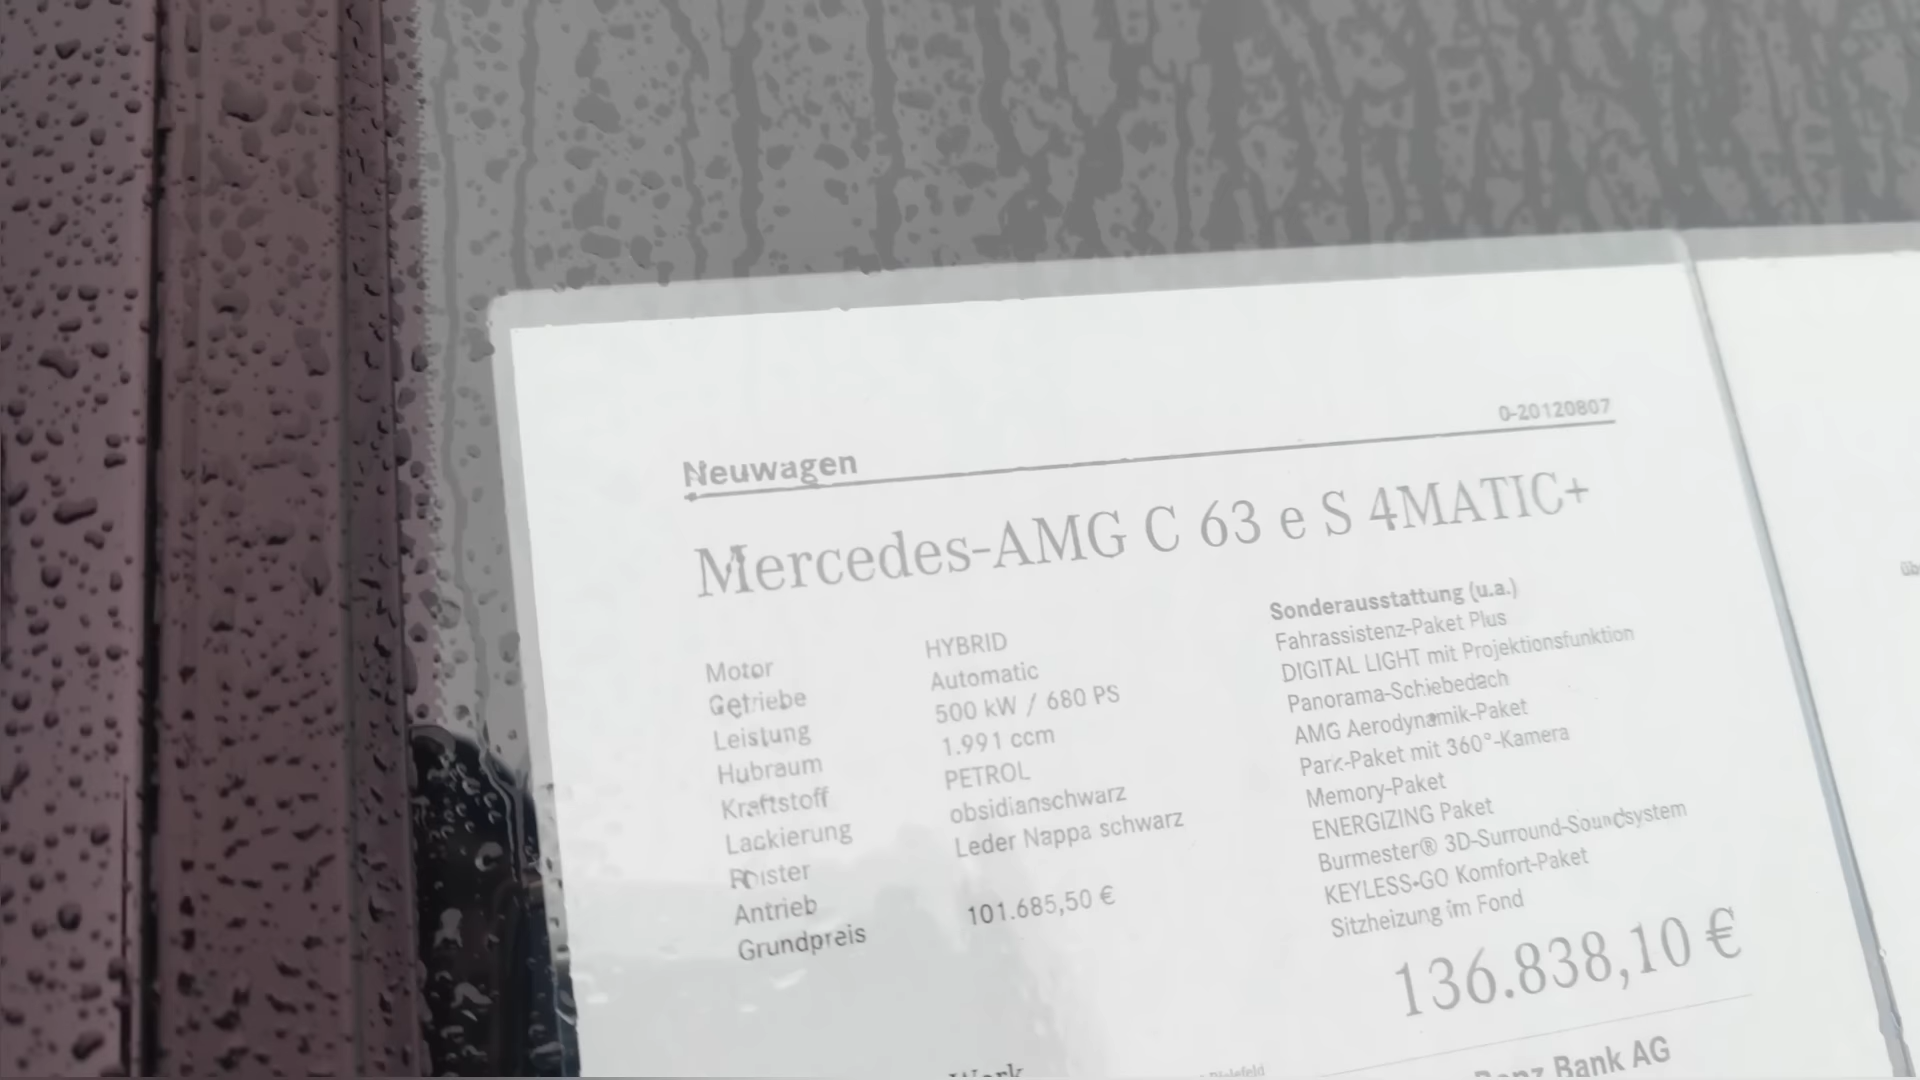 0-20120807
Neuwagen
Mercedes-AMG C 63 e S 4MATIC+
Motor
Getriebe
Leistung
Hubraum
Kraftstoff
Lackierung
Polster
Antrieb
Grundpreis
HYBRID
Automatic
500 kW / 680 PS
1.991 ccm
PETROL
obsidianschwarz
Leder Nappa schwarz
101.685,50 €
Sonderausstattung (u.a.)
Fahrassistenz-Paket Plus
DIGITAL LIGHT mit Projektionsfunktion
Panorama-Schiebedach
AMG Aerodynamik-Paket
Park-Paket mit 360°-Kamera
Memory-Paket
ENERGIZING Paket
Burmester® 3D-Surround-Soundsystem
KEYLESS-GO Komfort-Paket
Sitzheizung im Fond
136.838,10 €
Bank AG